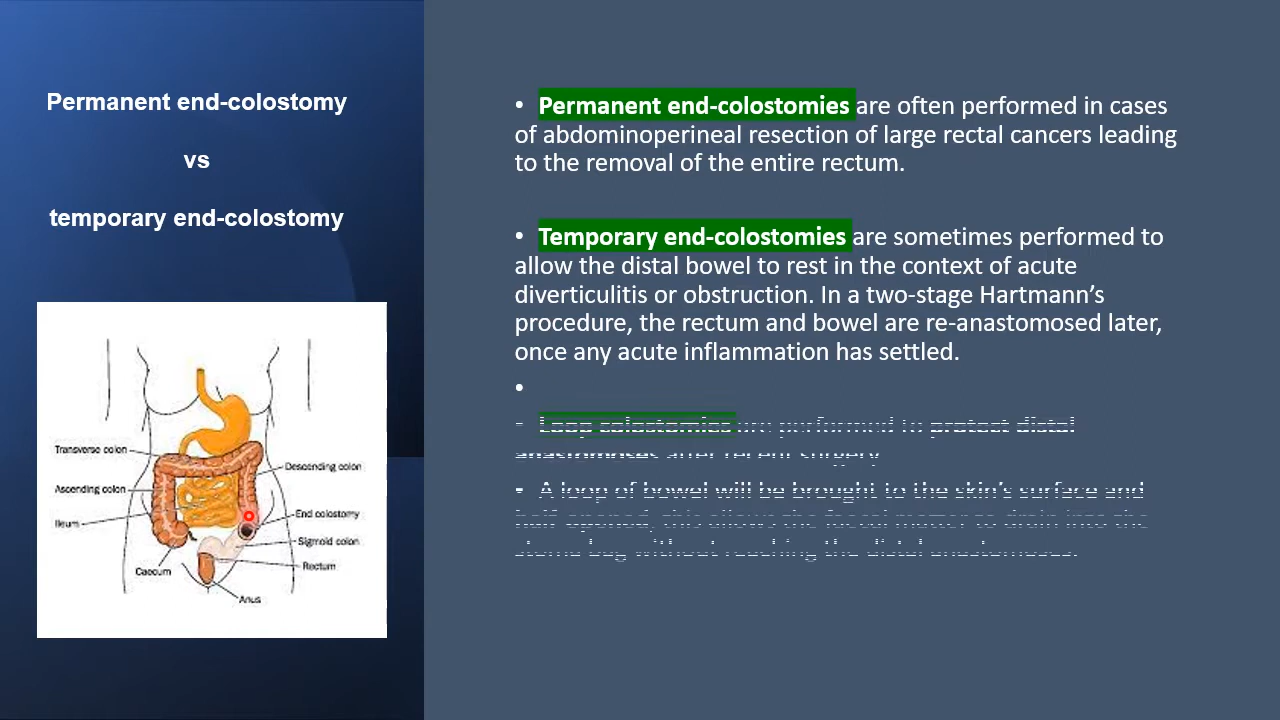 Permanent end-colostomy
vs
temporary end-colostomy
Transverse colon
Ascending colon
Ileum
Caecum
Descending colon
End colostomy
Sigmoid colon
Rectum
Anus
• Permanent end-colostomies are often performed in cases
of abdominoperineal resection of large rectal cancers leading
to the removal of the entire rectum.
• Temporary end-colostomies are sometimes performed to
allow the distal bowel to rest in the context of acute
diverticulitis or obstruction. In a two-stage Hartmann’s
procedure, the rectum and bowel are re-anastomosed later,
once any acute inflammation has settled.
•
- Loop colostomies are performed to protect distal
anastomoses after recent surgery
• A loop of bowel will be brought to the skin’s surface and
half opened, this allows the faecal matter to drain into the
stoma bag without reaching the distal anastomoses.